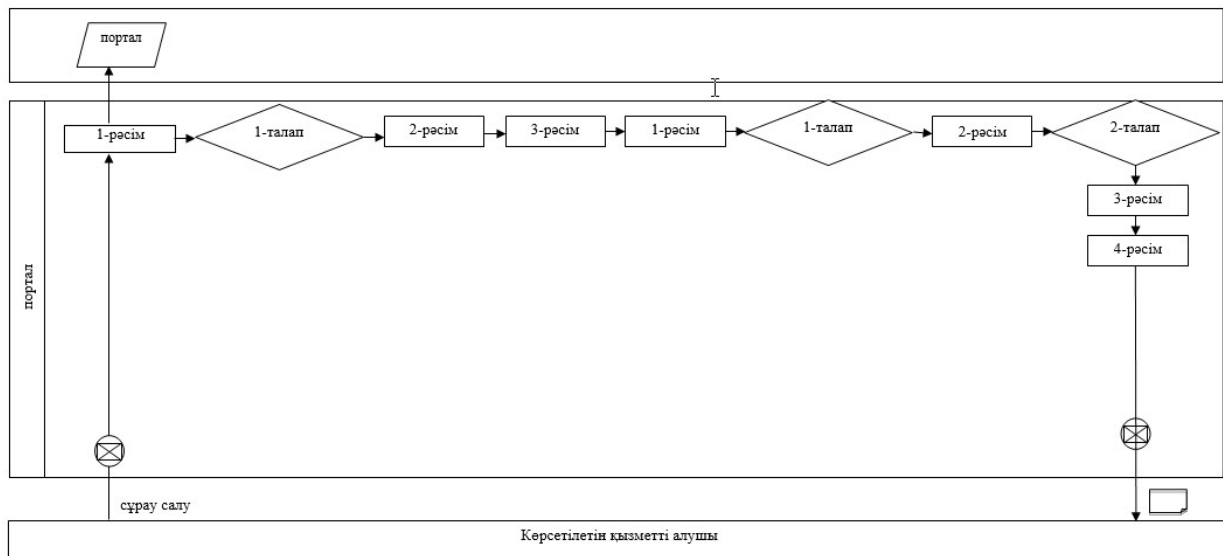 портал
1-рәсім
1-талап
2-рәсім
3-рәсім
1-рәсім
1-талап
2-рәсім
2-талап
3-рәсім
4-рәсім
портал
сұрау салу
Көрсетілетін қызметті алушы